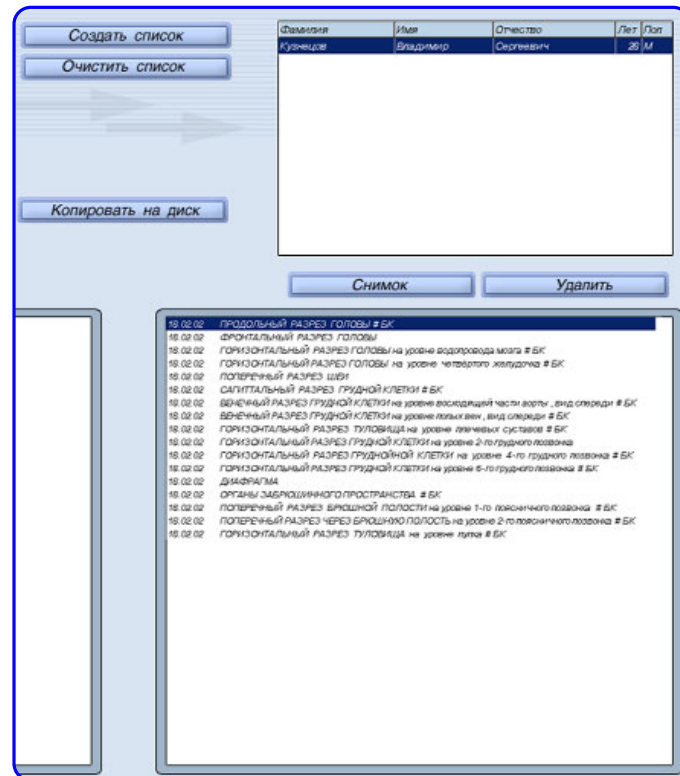 Создать список
Очистить список
Копировать на диск
Фамилия Имя Отчество Лет Пол
Кузнецов Владимир Сергеевич 26 М
Снимок Удалить
18.02.02 ПРОДОЛЬНЫЙ РАЗРЕЗ ГОЛОВЫ # БК
18.02.02 ФРОНТАЛЬНЫЙ РАЗРЕЗ ГОЛОВЫ
18.02.02 ГОРИЗОНТАЛЬНЫЙ РАЗРЕЗ ГОЛОВЫ на уровне водопровода мозга # БК
18.02.02 ГОРИЗОНТАЛЬНЫЙ РАЗРЕЗ ГОЛОВЫ на уровне четвёртого желудочка # БК
18.02.02 ПОПЕРЕЧНЫЙ РАЗРЕЗ ШЕИ
18.02.02 САГИТТАЛЬНЫЙ РАЗРЕЗ ГРУДНОЙ КЛЕТКИ # БК
18.02.02 ВЕНЕЧНЫЙ РАЗРЕЗ ГРУДНОЙ КЛЕТКИ на уровне восходящей части аорты , вид спереди # БК
18.02.02 ВЕНЕЧНЫЙ РАЗРЕЗ ГРУДНОЙ КЛЕТКИ на уровне полых вен , вид спереди # БК
18.02.02 ГОРИЗОНТАЛЬНЫЙ РАЗРЕЗ ТУЛОВИЩА на уровне плечевых суставов # БК
18.02.02 ГОРИЗОНТАЛЬНЫЙ РАЗРЕЗ ГРУДНОЙ КЛЕТКИ на уровне 2-го грудного позвонка
18.02.02 ГОРИЗОНТАЛЬНЫЙ РАЗРЕЗ ГРУДНОЙНОЙ КЛЕТКИ на уровне 4-го грудного позвонка # БК
18.02.02 ГОРИЗОНТАЛЬНЫЙ РАЗРЕЗ ГРУДНОЙ КЛЕТКИ на уровне 6-го грудного позвонка # БК
18.02.02 ДИАФРАГМА
18.02.02 ОРГАНЫ ЗАБРЮШИННОГО ПРОСТРАНСТВА # БК
18.02.02 ПОПЕРЕЧНЫЙ РАЗРЕЗ БРЮШНОЙ ПОЛОСТИ на уровне 1-го поясничного позвонка # БК
18.02.02 ПОПЕРЕЧНЫЙ РАЗРЕЗ ЧЕРЕЗ БРЮШНУЮ ПОЛОСТЬ на уровне 2-го поясничного позвонка # БК
18.02.02 ГОРИЗОНТАЛЬНЫЙ РАЗРЕЗ ТУЛОВИЩА на уровне пупка # БК